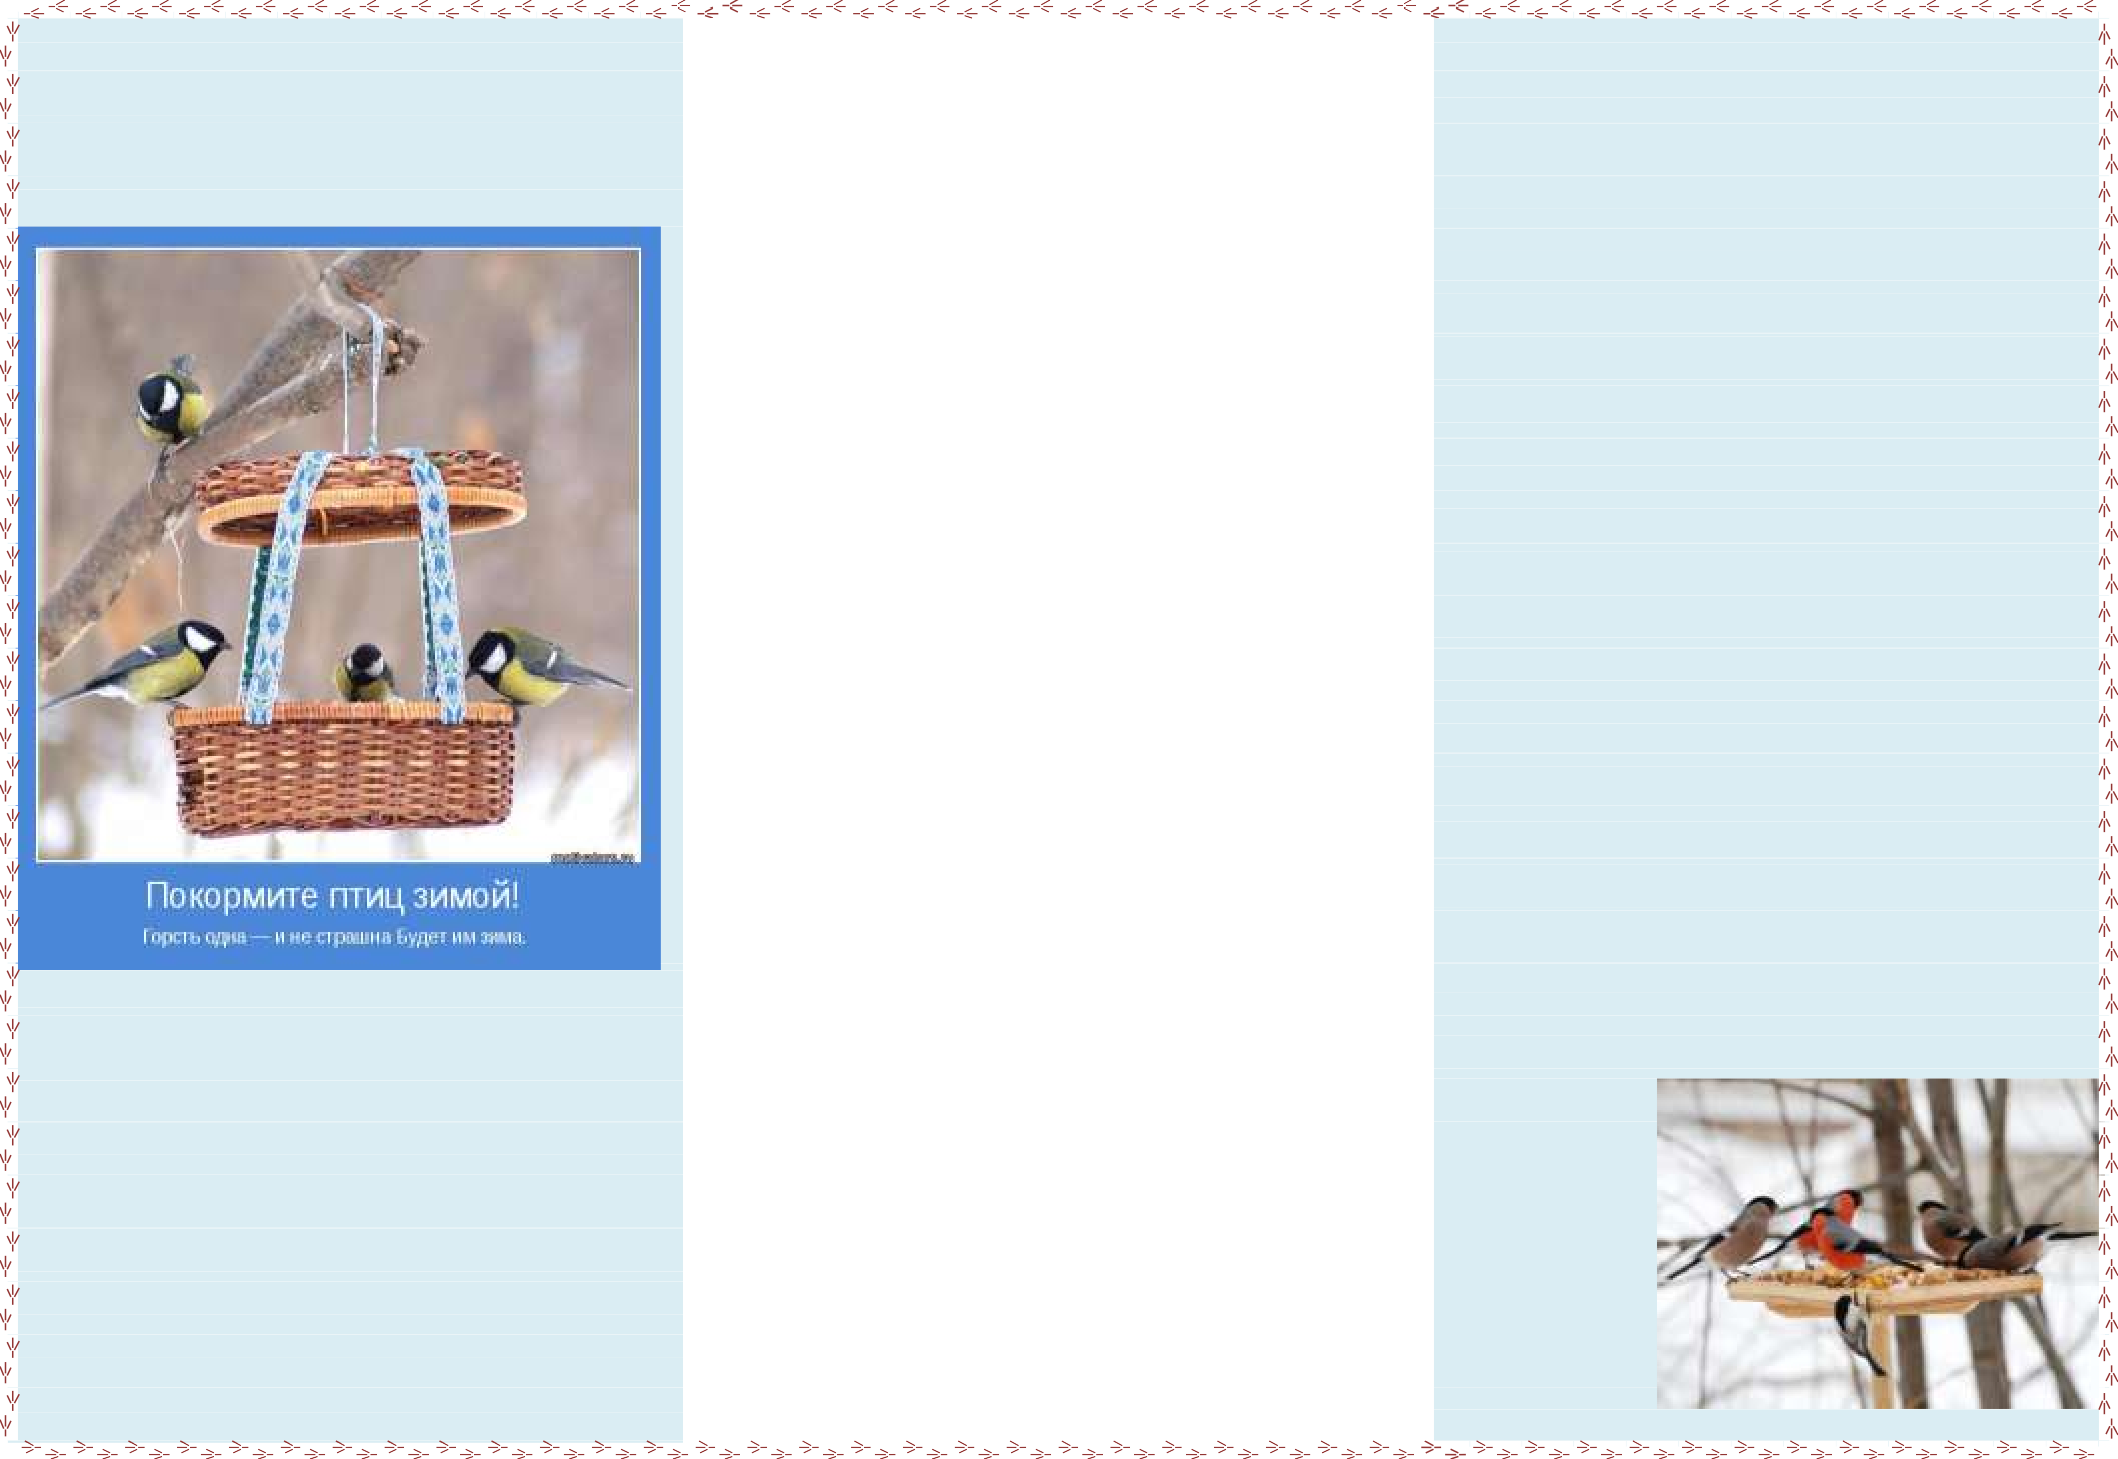 Покормите птиц зимой!
Горсть одна — и не страшна Будет им зима.